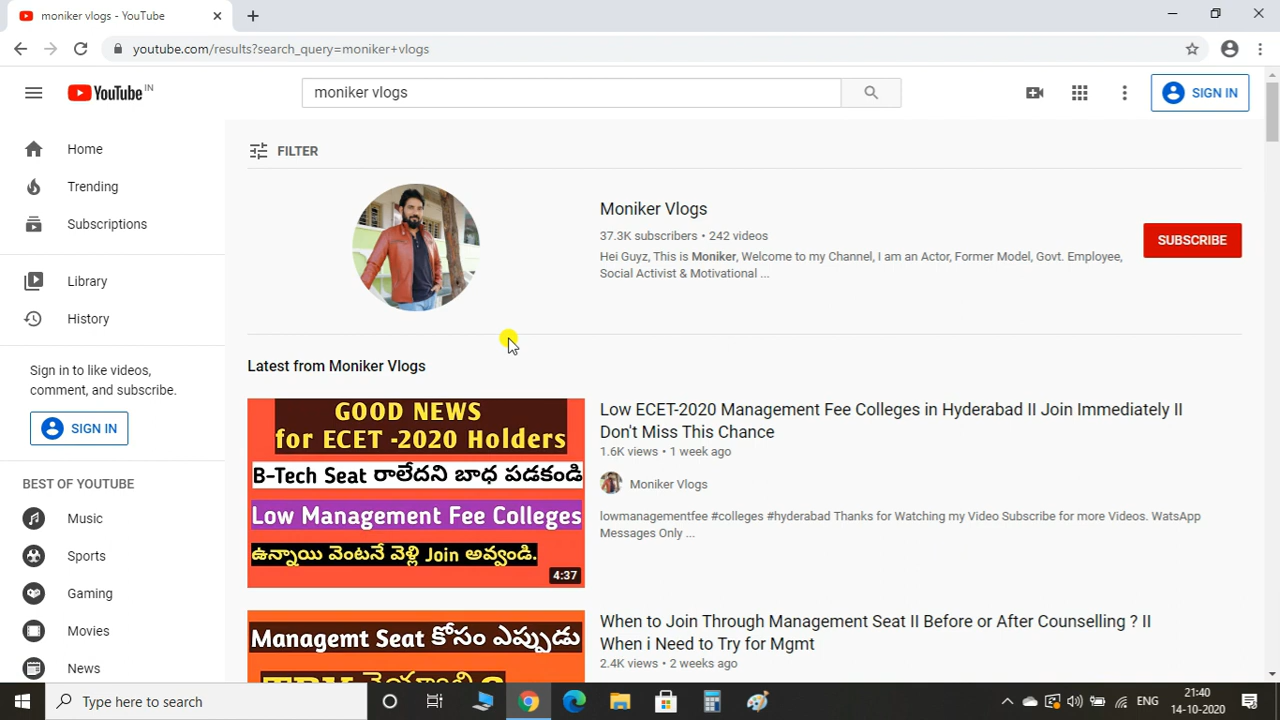 moniker vlogs - YouTube
youtube.com/results?search_query=moniker+vlogs
YouTube IN
moniker vlogs
SIGN IN
FILTER
Home
Trending
Subscriptions
Library
History
Sign in to like videos,
comment, and subscribe.
SIGN IN
BEST OF YOUTUBE
Music
Sports
Gaming
Movies
News
Moniker Vlogs
37.3K subscribers • 242 videos
Hei Guyz, This is Moniker, Welcome to my Channel, I am an Actor, Former Model, Govt. Employee,
Social Activist & Motivational ...
SUBSCRIBE
Latest from Moniker Vlogs
GOOD NEWS
for ECET -2020 Holders
B-Tech Seat రాలేదని బాధ పడకండి
Low Management Fee Colleges
ఉన్నాయి వెంటనే వెళ్లి Join అవ్వండి.
4:37
Low ECET-2020 Management Fee Colleges in Hyderabad II Join Immediately II
Don't Miss This Chance
1.6K views • 1 week ago
Moniker Vlogs
lowmanagementfee #colleges #hyderabad Thanks for Watching my Video Subscribe for more Videos. WatsApp
Messages Only ...
Managemt Seat కోసం ఎప్పుడు
When to Join Through Management Seat II Before or After Counselling ? II
When i Need to Try for Mgmt
2.4K views • 2 weeks ago
Type here to search
ENG
21:40
14-10-2020